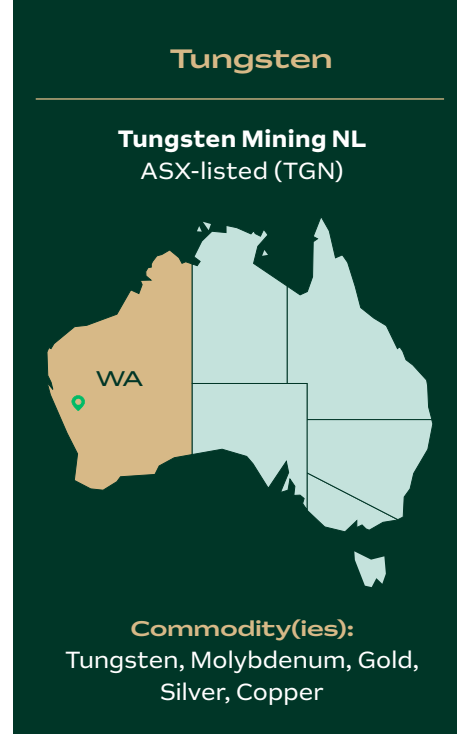 Tungsten
Tungsten Mining NL
ASX-listed (TGN)
WA
Commodity(ies):
Tungsten, Molybdenum, Gold,
Silver, Copper